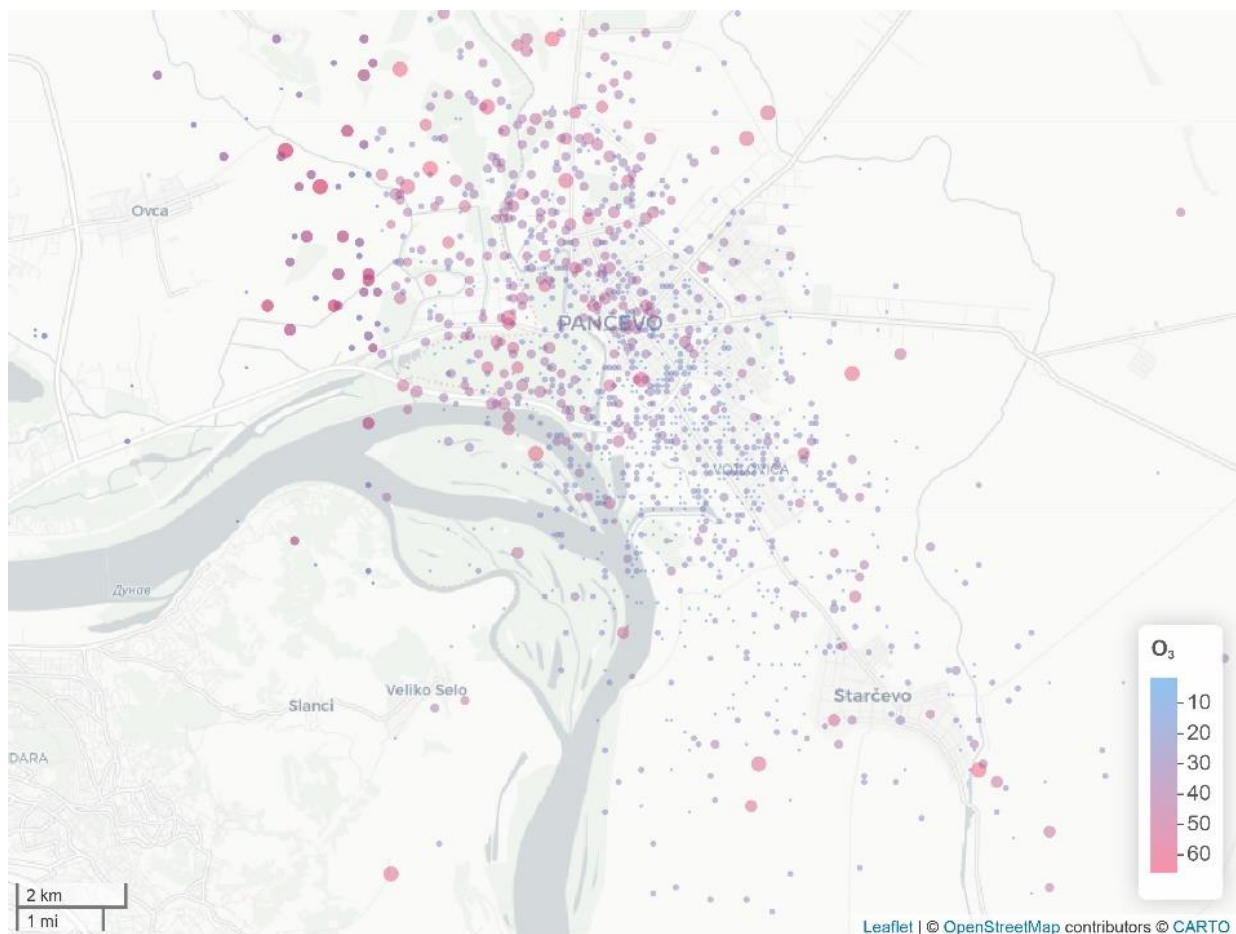 Ovca
PANČEVO
VOJLOVICA
Дунав
Starčevo
Veliko Selo
Slanci
DARA
O₃
10
20
30
40
50
60
2 km
1 mi
Leaflet | © OpenStreetMap contributors © CARTO